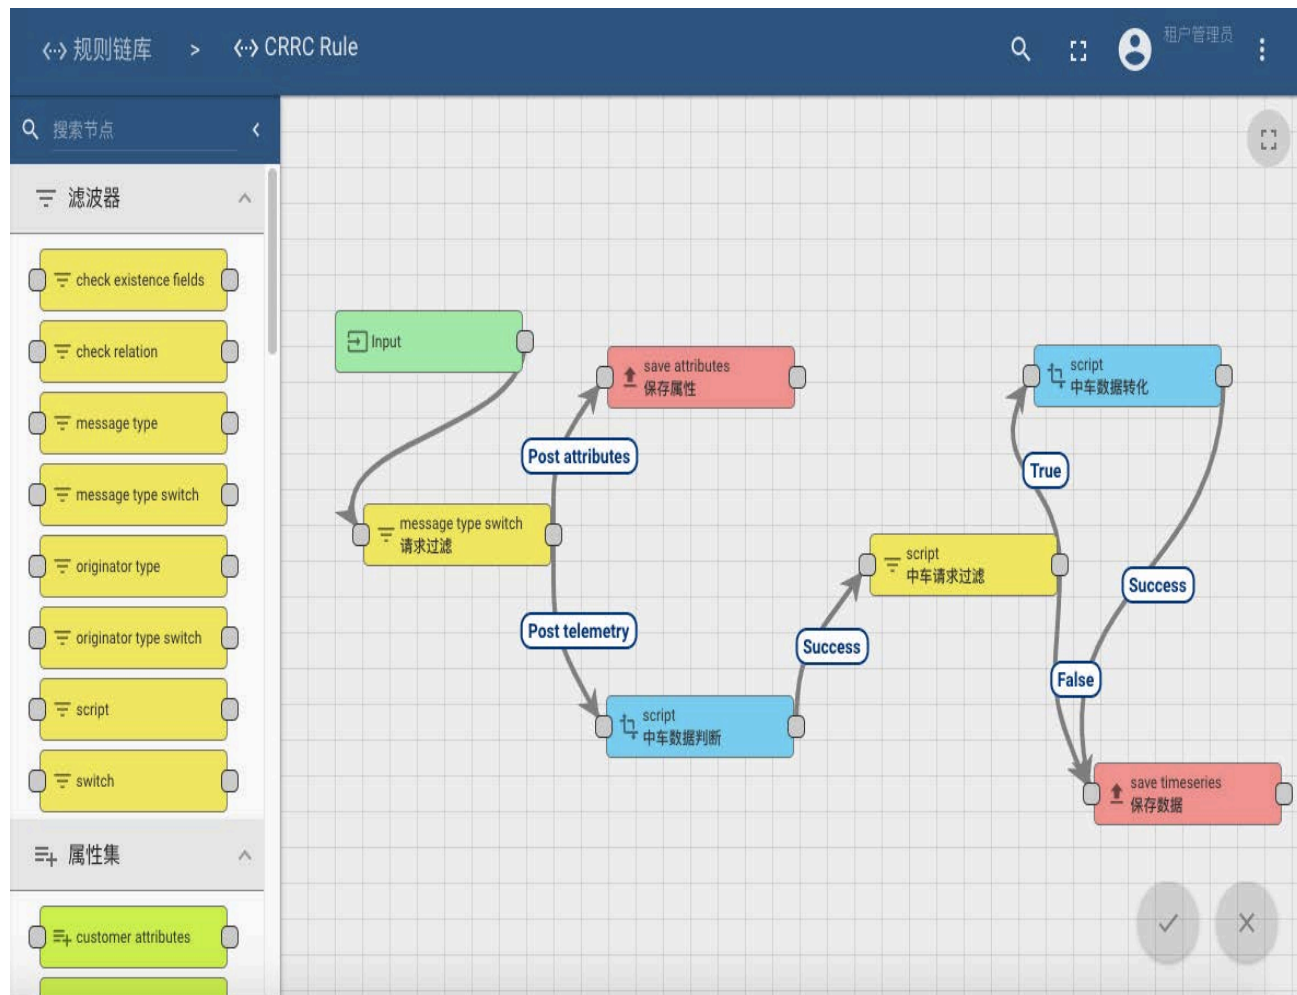 规则链库 > CRRC Rule
租户管理员
搜索节点
滤波器
check existence fields
check relation
message type
message type switch
originator type
originator type switch
script
switch
属性集
customer attributes
Input
save attributes
保存属性
Post attributes
message type switch
请求过滤
Post telemetry
script
中车数据判断
Success
script
中车请求过滤
True
script
中车数据转化
Success
False
save timeseries
保存数据